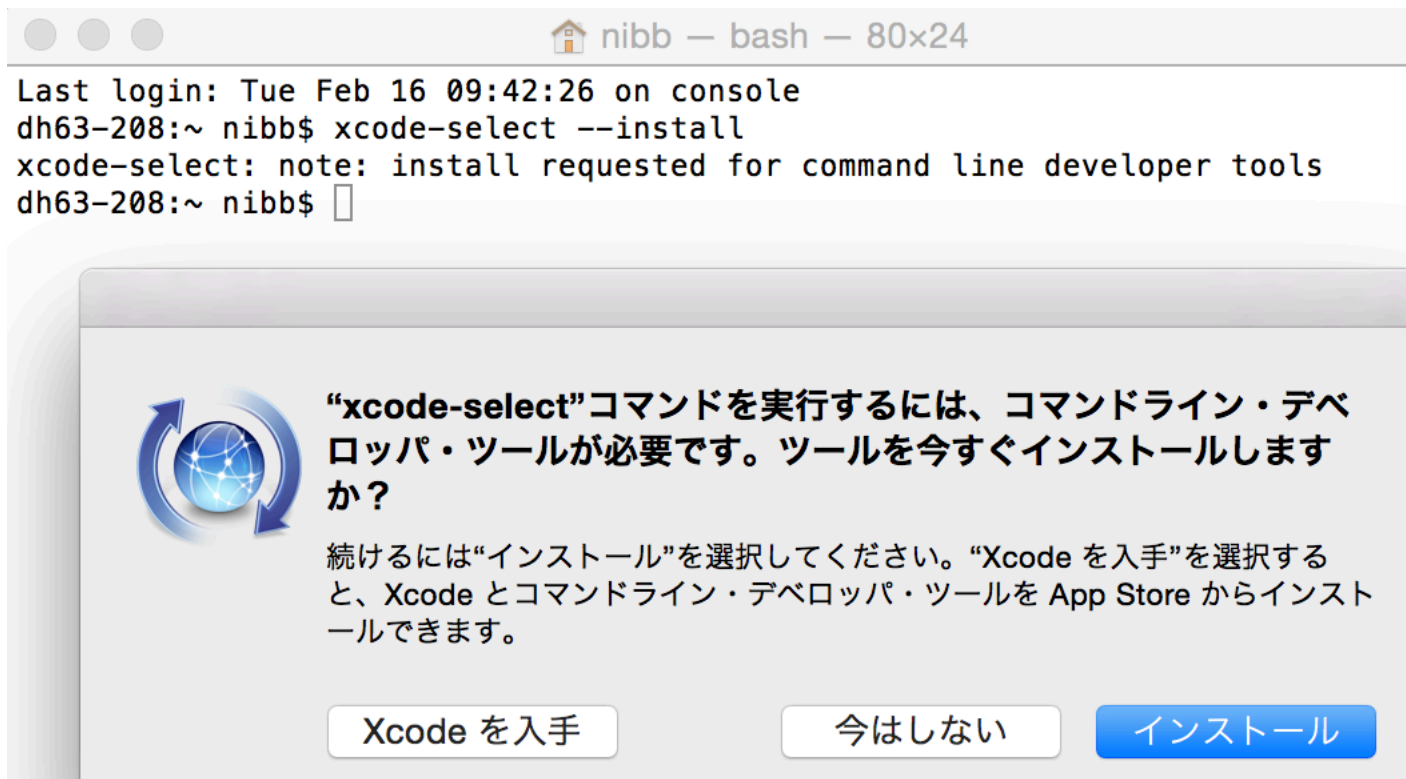 nibb — bash — 80×24
Last login: Tue Feb 16 09:42:26 on console
dh63-208:~ nibb$ xcode-select --install
xcode-select: note: install requested for command line developer tools
dh63-208:~ nibb$
“xcode-select”コマンドを実行するには、コマンドライン・デベ
ロッパ・ツールが必要です。ツールを今すぐインストールします
か？
続けるには“インストール”を選択してください。“Xcode を入手”を選択する
と、Xcode とコマンドライン・デベロッパ・ツールを App Store からインスト
ールできます。
Xcode を入手 今はしない インストール